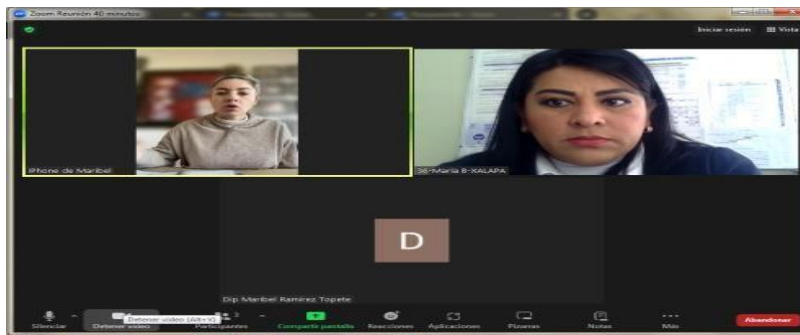 Zoom Reunión 40 minutos
Iniciar sesión Vista
iPhone de Maribel
36-María B-XALAPA
D
Dip Maribel Ramírez Topete
Detener video (Alt+V)
Silenciar Detener video Participantes Compartir pantalla Reacciones Aplicaciones Pizarras Notas Más Abandonar